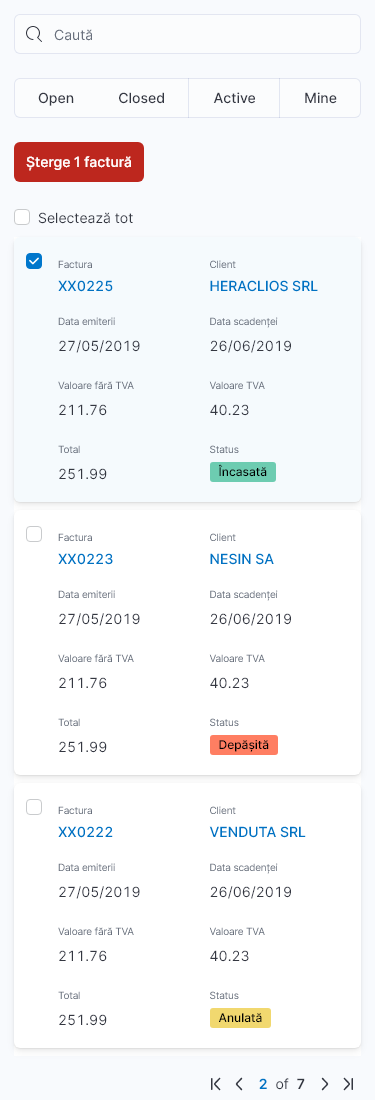 Caută
Open Closed Active Mine
Șterge 1 factură
Selectează tot
Factura Client
XX0225 HERACLIOS SRL
Data emiterii Data scadenței
27/05/2019 26/06/2019
Valoare fără TVA Valoare TVA
211.76 40.23
Total Status
251.99 Încasată
Factura Client
XX0223 NESIN SA
Data emiterii Data scadenței
27/05/2019 26/06/2019
Valoare fără TVA Valoare TVA
211.76 40.23
Total Status
251.99 Depășită
Factura Client
XX0222 VENDUTA SRL
Data emiterii Data scadenței
27/05/2019 26/06/2019
Valoare fără TVA Valoare TVA
211.76 40.23
Total Status
251.99 Anulată
2 of 7